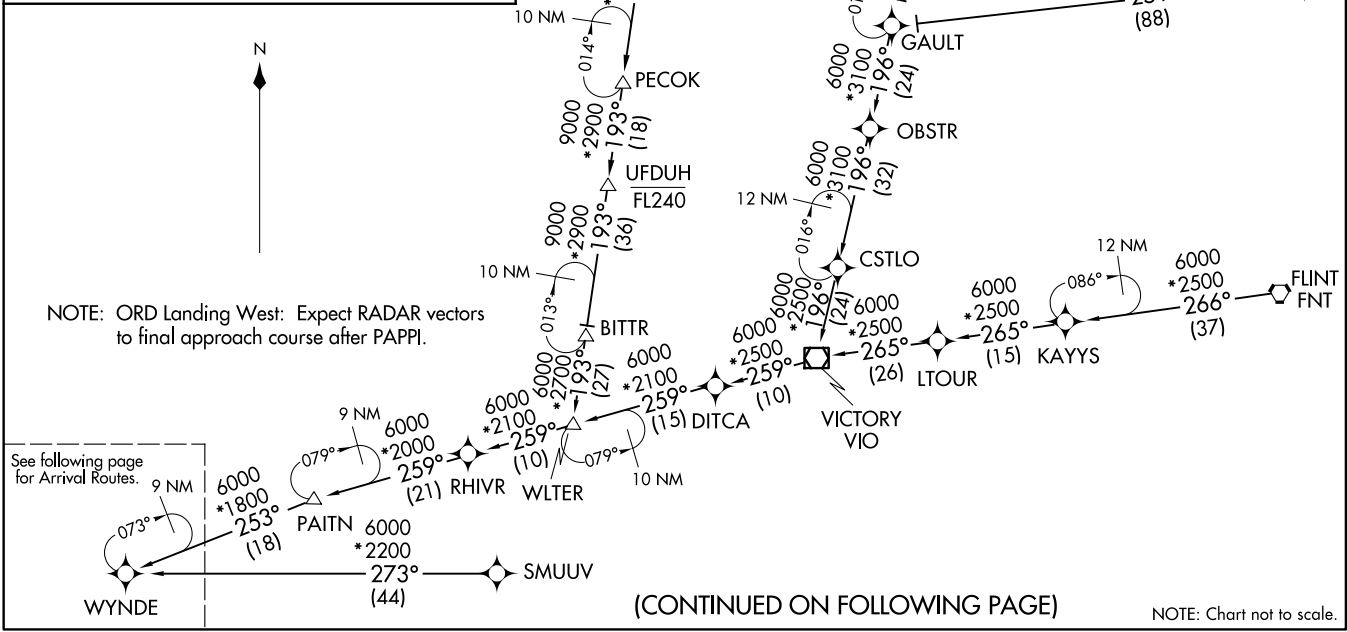 (88)
10 NM
014°
GAULT
6000
*3100
196°
(24)
N
PECOK
9000
*2900
193°
(18)
OBSTR
UFDUH
FL240
6000
*3100
196°
(32)
12 NM
016°
9000
*2900
193°
(36)
10 NM
013°
CSTLO
12 NM
086°
6000
*2500
266°
(37)
FLINT
FNT
NOTE: ORD Landing West: Expect RADAR vectors
to final approach course after PAPPI.
BITTR
6000
*2500
196°
(24)
6000
*2500
265°
(26)
LTOUR
6000
*2500
265°
(15)
KAYYS
6000
*2700
193°
(27)
6000
*2100
259°
(15)
DITCA
6000
*2500
259°
(10)
VICTORY
VIO
9 NM
079°
6000
*2000
259°
(21)
RHIVR
6000
*2100
259°
(10)
WLTER
079°
10 NM
See following page
for Arrival Routes.
9 NM
073°
6000
*1800
253°
(18)
PAITN
6000
*2200
273°
(44)
SMUUV
WYNDE
(CONTINUED ON FOLLOWING PAGE)
NOTE: Chart not to scale.